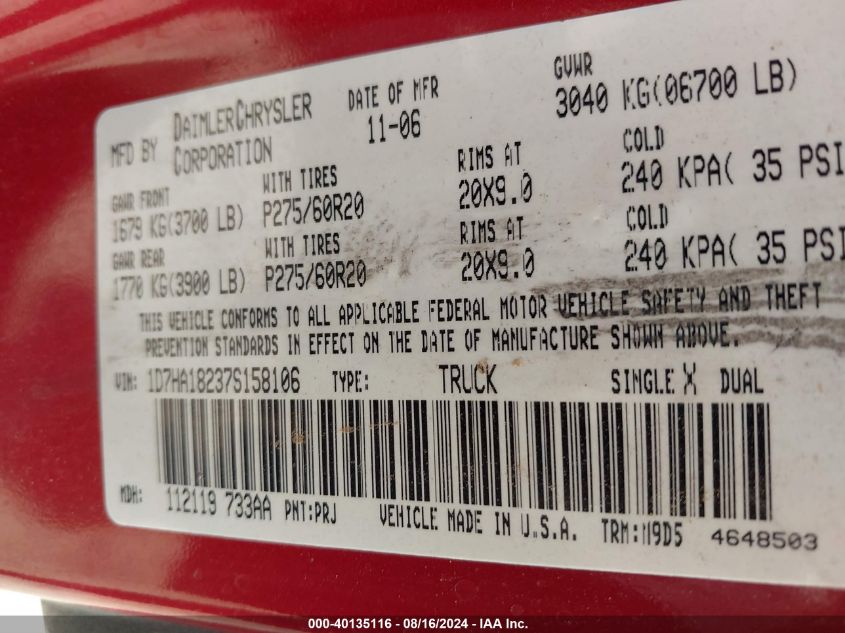 MFD BY DAIMLERCHRYSLER CORPORATION
DATE OF MFR
11-06
GVWR
3040 KG(06700 LB)
GAWR FRONT WITH TIRES RIMS AT COLD
1679 KG(3700 LB) P275/60R20 20X9.0 240 KPA( 35 PSI
GAWR REAR WITH TIRES RIMS AT COLD
1770 KG(3900 LB) P275/60R20 20X9.0 240 KPA( 35 PSI
THIS VEHICLE CONFORMS TO ALL APPLICABLE FEDERAL MOTOR VEHICLE SAFETY AND THEFT
PREVENTION STANDARDS IN EFFECT ON THE DATE OF MANUFACTURE SHOWN ABOVE.
VIN: 1D7HA18237S158106 TYPE: TRUCK SINGLE X DUAL
MDH: 112119 733AA PNT:PRJ VEHICLE MADE IN U.S.A. TRM:M9D5 4648503
000-40135116 - 08/16/2024 - IAA Inc.